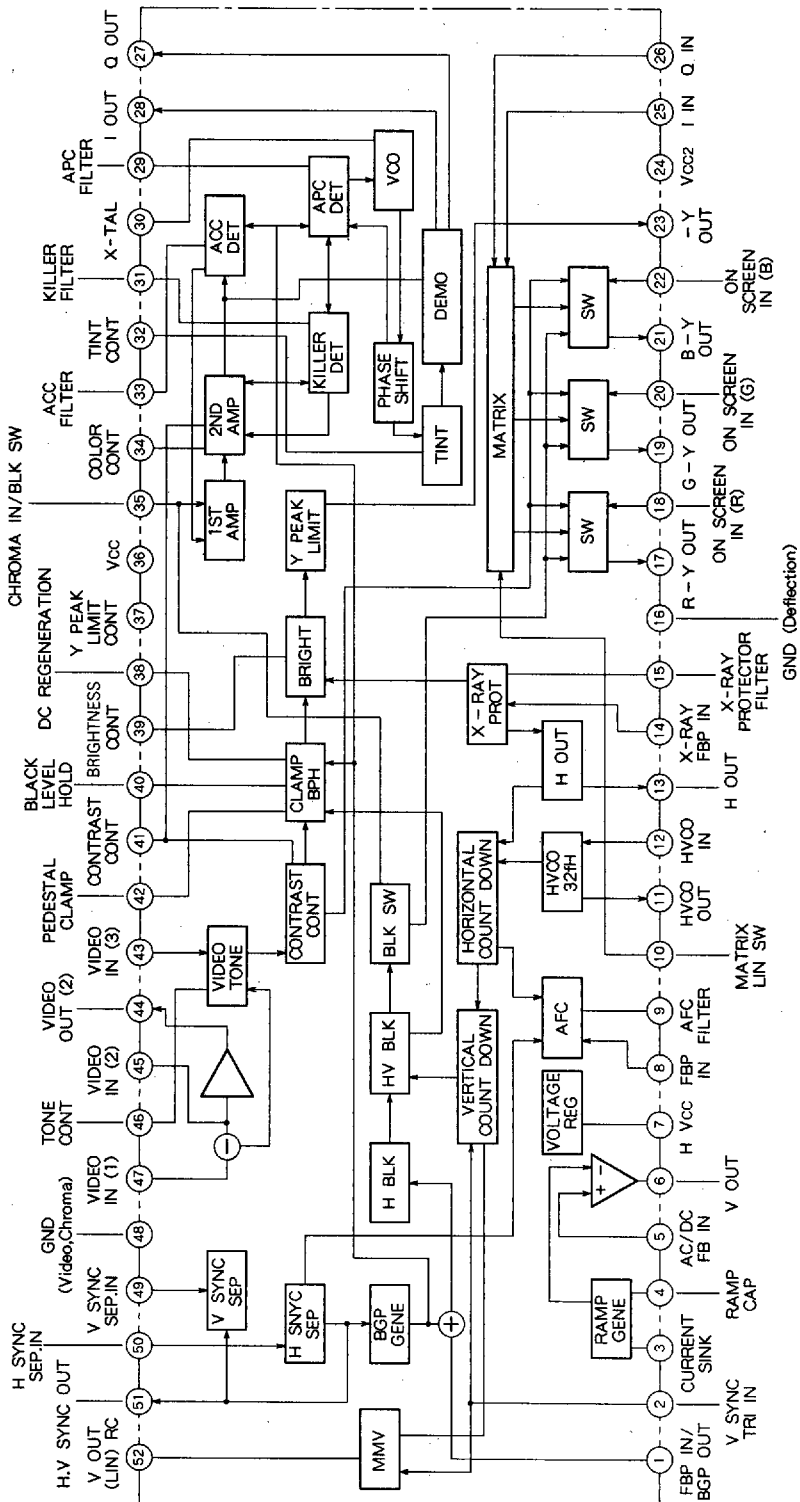 H.V SYNC OUT
V OUT
(LIN) RC
52
51
H SYNC
SEP.IN
50
V SYNC
SEP.IN
49
GND
(Video,Chroma)
48
VIDEO
IN (1)
47
TONE
CONT
46
VIDEO
IN (2)
45
VIDEO
OUT (2)
44
VIDEO
IN (3)
43
PEDESTAL
CLAMP
42
CONTRAST
CONT
41
BLACK
LEVEL
HOLD
40
BRIGHTNESS
CONT
39
DC REGENERATION
38
Y PEAK
LIMIT
CONT
37
Vcc
36
CHROMA IN/BLK SW
35
COLOR
CONT
34
ACC
FILTER
33
TINT
CONT
32
KILLER
FILTER
31
X-TAL
30
APC
FILTER
29
I OUT
28
Q OUT
27
MMV
V SYNC
SEP
H SNYC
SEP
BGP
GENE
+
−
VIDEO
TONE
CONTRAST
CONT
CLAMP
BPH
BRIGHT
Y PEAK
LIMIT
1ST
AMP
2ND
AMP
ACC
DET
KILLER
DET
APC
DET
VCO
PHASE
SHIFT
TINT
DEMO
H BLK
HV BLK
BLK SW
VERTICAL
COUNT DOWN
HORIZONTAL
COUNT DOWN
X-RAY
PROT
H OUT
HVCO
32fH
AFC
VOLTAGE
REG
+ −
RAMP
GENE
MATRIX
SW
SW
SW
1
FBP IN/
BGP OUT
2
V SYNC
TRI IN
3
CURRENT
SINK
4
RAMP
CAP
5
AC/DC
FB IN
6
V OUT
7
H Vcc
8
FBP
IN
9
AFC
FILTER
10
MATRIX
LIN SW
11
HVCO
OUT
12
HVCO
IN
13
H OUT
14
X-RAY
FBP IN
15
X-RAY
PROTECTOR
FILTER
16
GND (Deflection)
17
R-Y OUT
18
ON SCREEN
IN (R)
19
G-Y OUT
20
ON SCREEN
IN (G)
21
B-Y
OUT
22
ON
SCREEN
IN (B)
23
-Y
OUT
24
Vcc2
25
I IN
26
Q IN